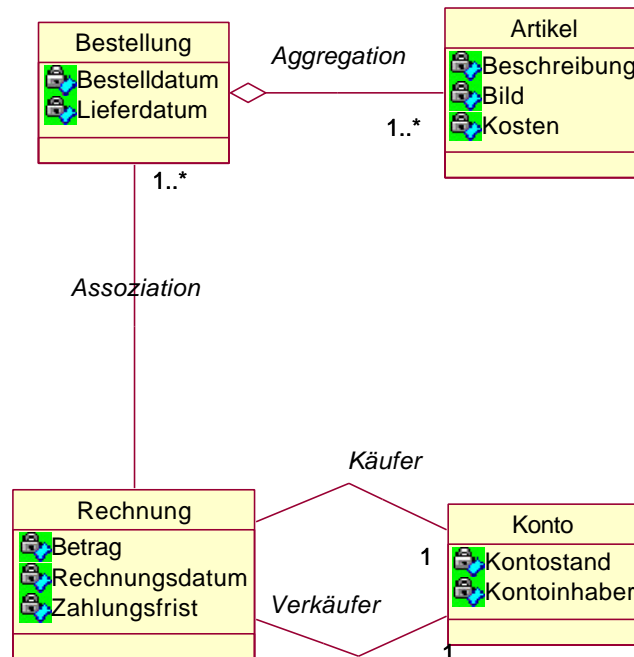 Bestellung
Bestelldatum
Lieferdatum
Aggregation
Artikel
Beschreibung
Bild
Kosten
1..*
1..*
Assoziation
Käufer
Rechnung
Betrag
Rechnungsdatum
Zahlungsfrist
Konto
Kontostand
Kontoinhaber
1
Verkäufer
1